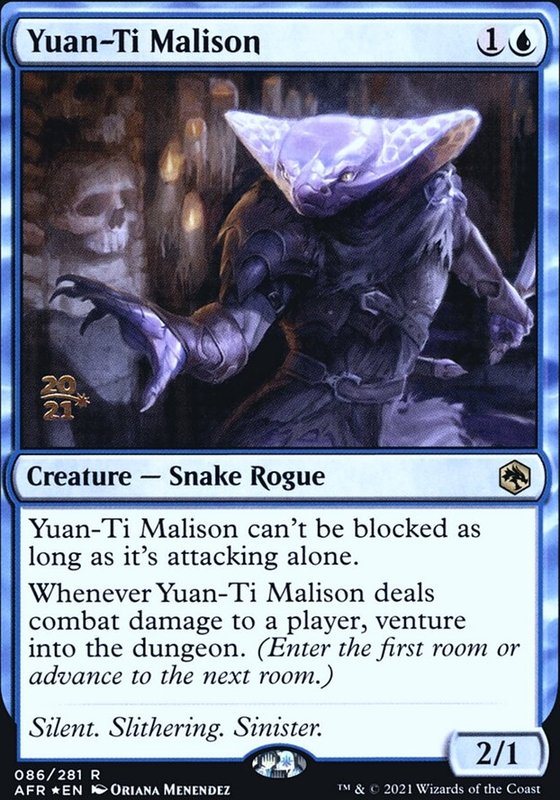 Yuan-Ti Malison 1
20
21
Creature — Snake Rogue
Yuan-Ti Malison can't be blocked as
long as it's attacking alone.
Whenever Yuan-Ti Malison deals
combat damage to a player, venture
into the dungeon. (Enter the first room or
advance to the next room.)
Silent. Slithering. Sinister.
2/1
086/281 R
AFR ★ EN Oriana Menendez
™ & © 2021 Wizards of the Coast